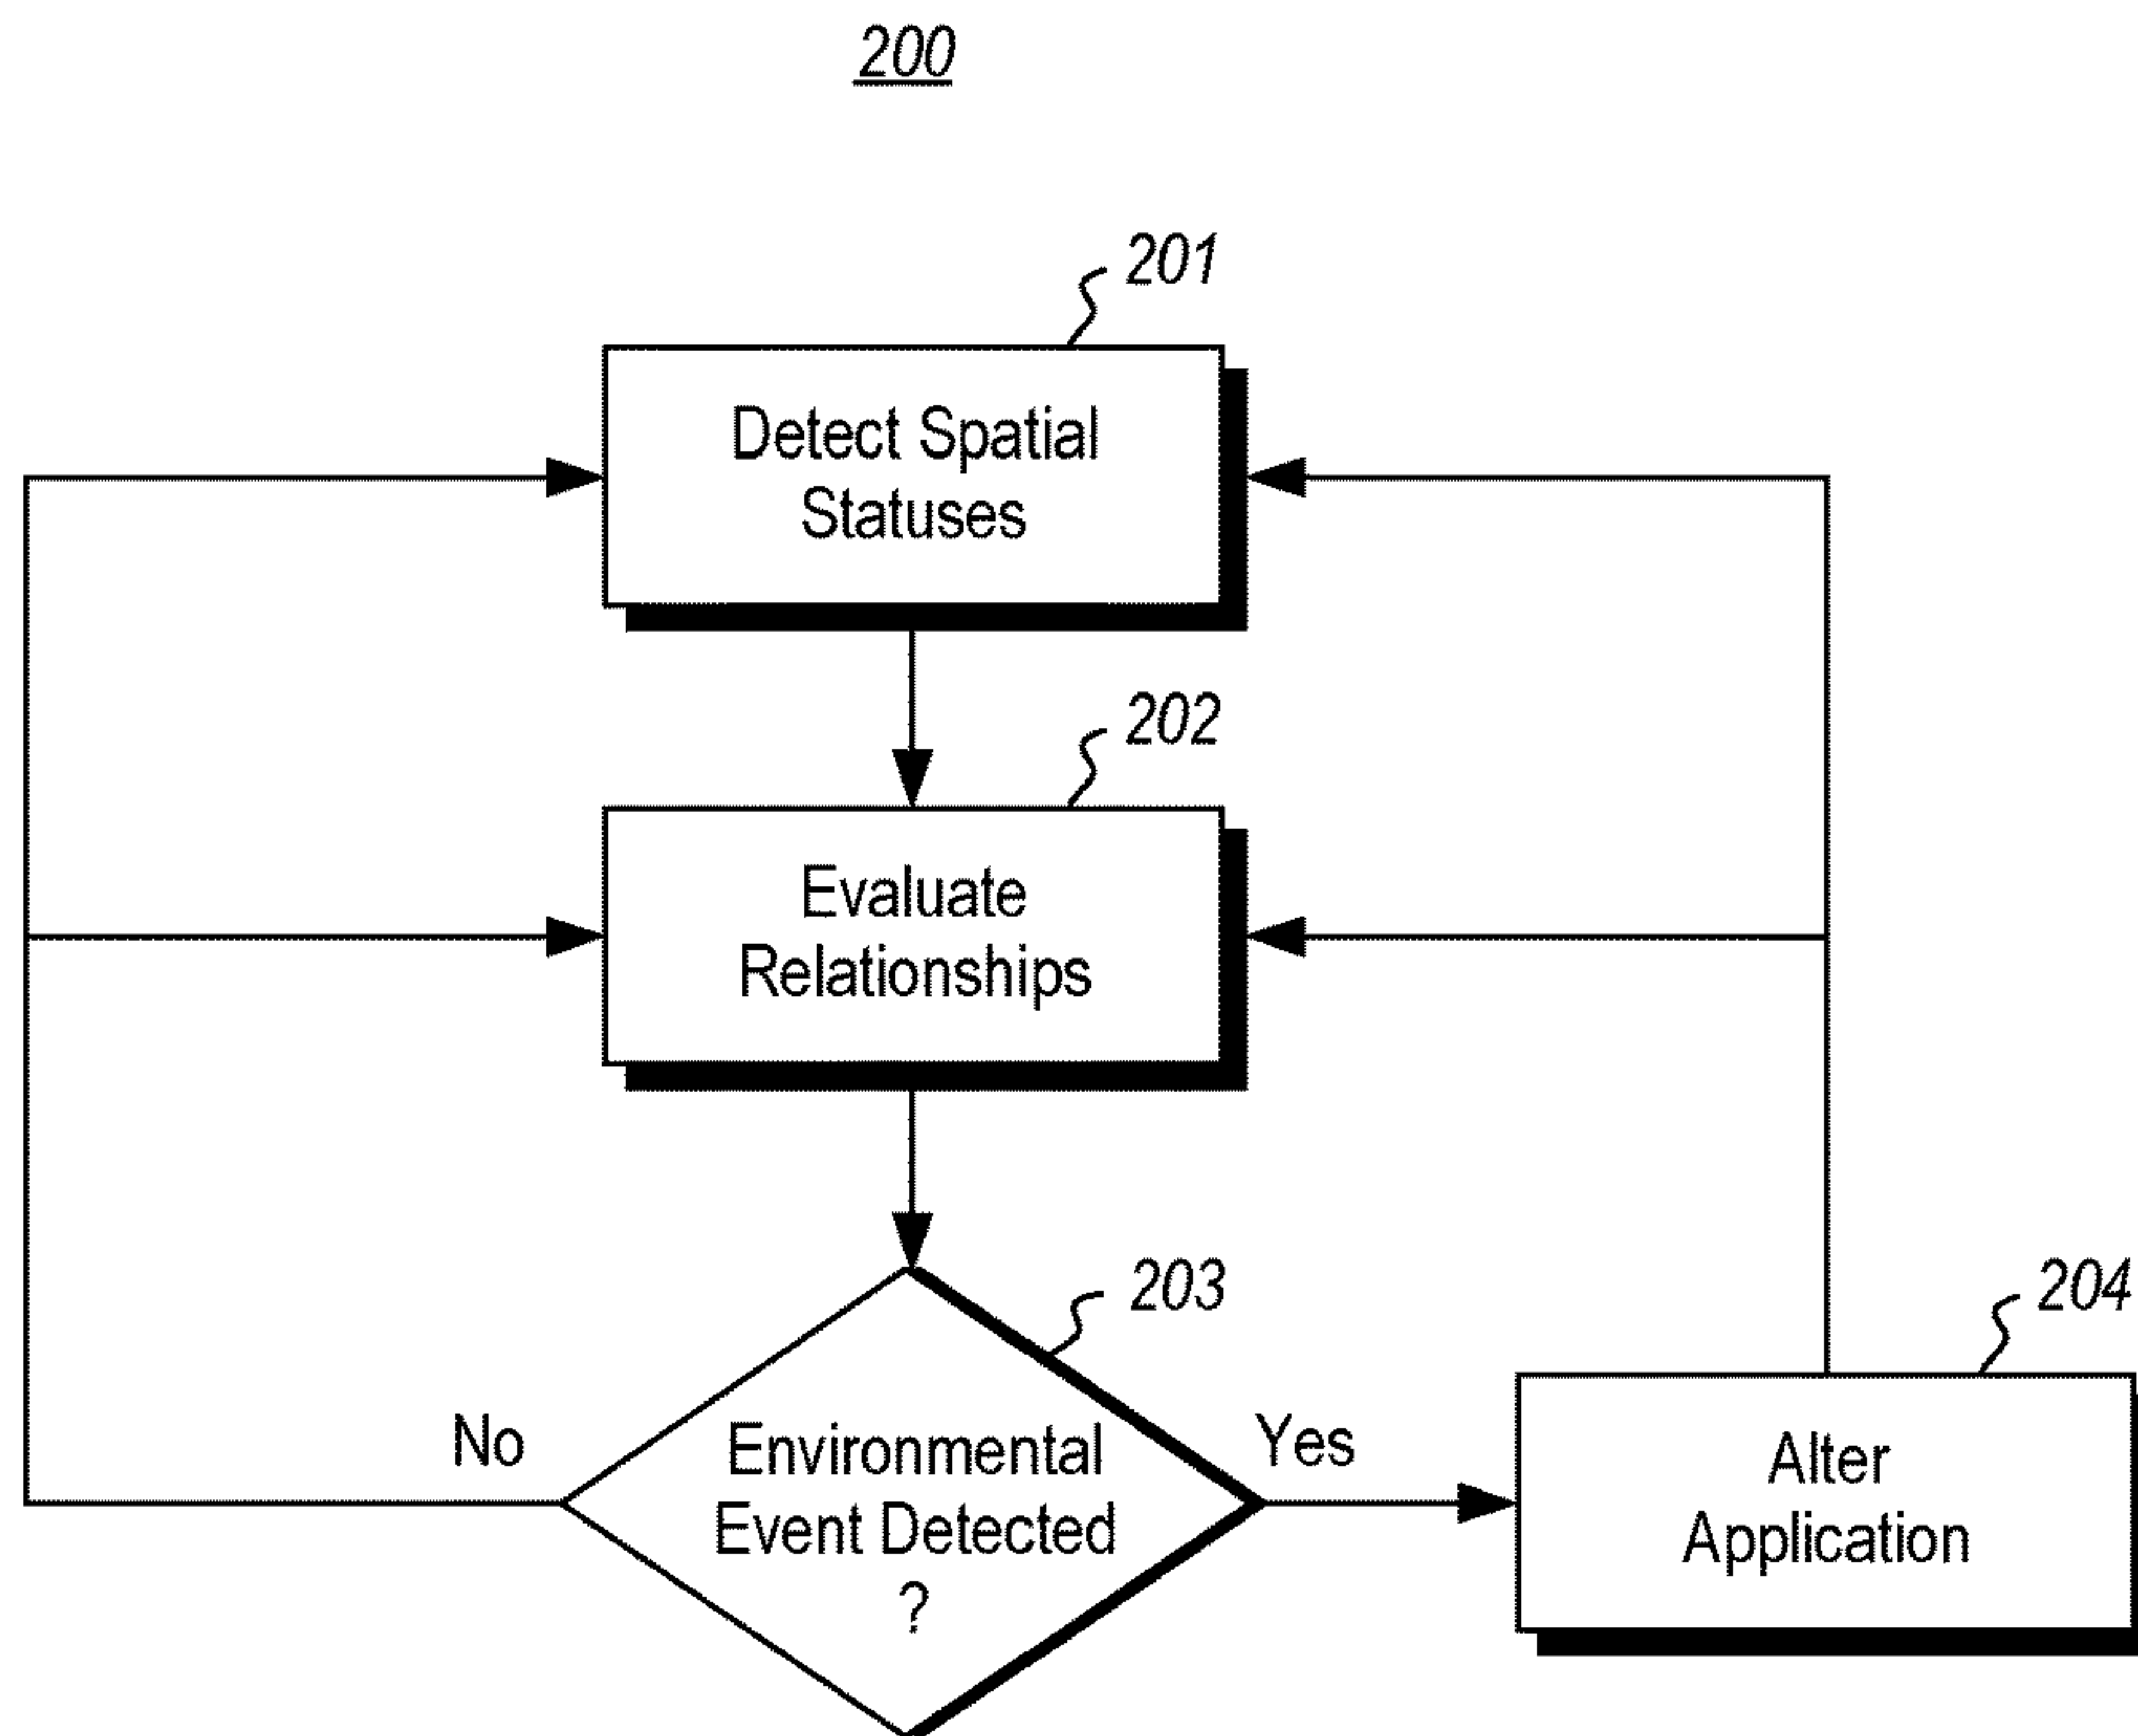 200
201
Detect Spatial
Statuses
202
Evaluate
Relationships
203
204
No
Environmental
Event Detected
?
Yes
Alter
Application